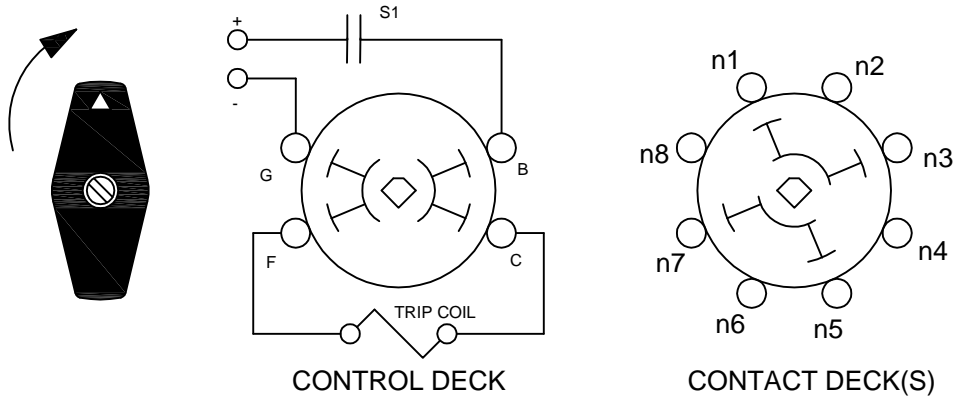 S1
+
-
G
B
F
C
TRIP COIL
CONTROL DECK
n1
n2
n8
n3
n7
n4
n6
n5
CONTACT DECK(S)